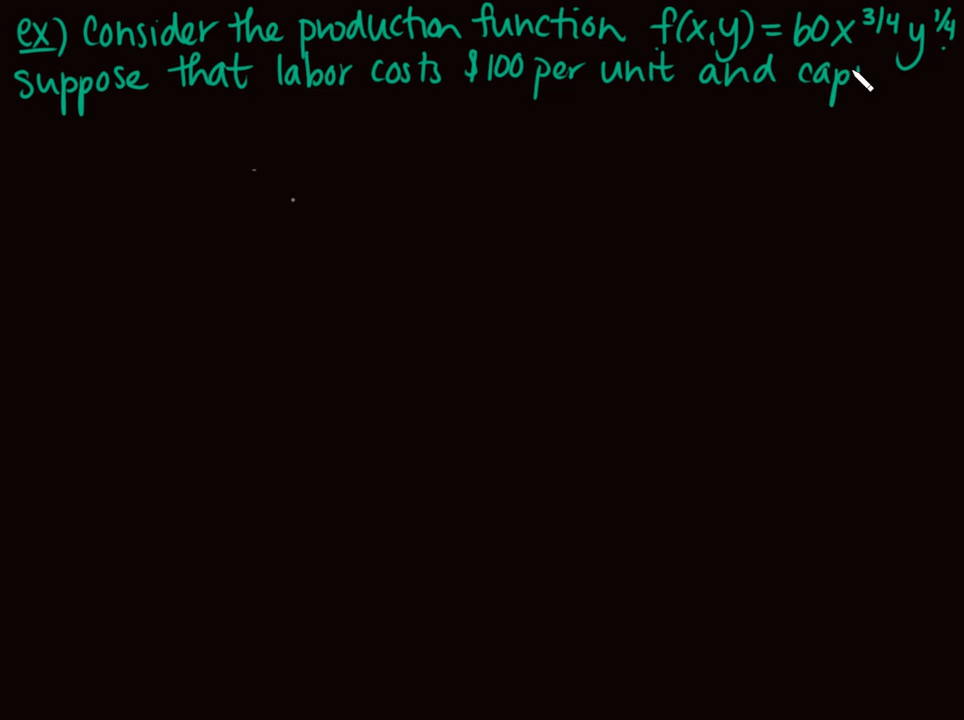 ex) Consider the production function f(x,y) = 60x^{3/4} y^{1/4}.
suppose that labor costs $100 per unit and cap